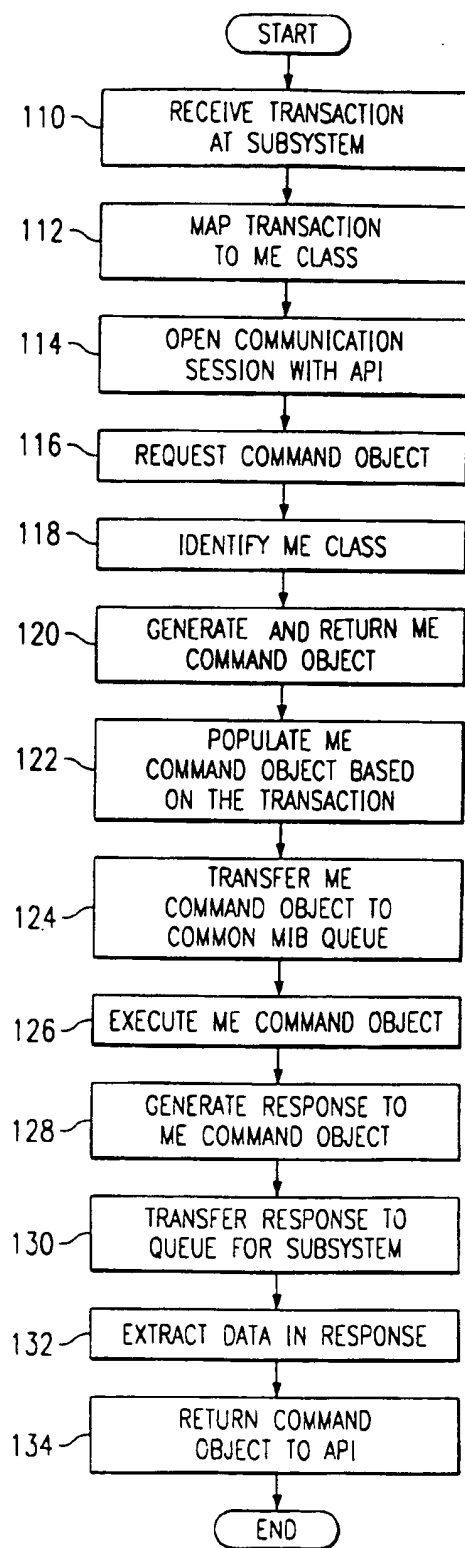 START
110
RECEIVE TRANSACTION
AT SUBSYSTEM
112
MAP TRANSACTION
TO ME CLASS
114
OPEN COMMUNICATION
SESSION WITH API
116
REQUEST COMMAND OBJECT
118
IDENTIFY ME CLASS
120
GENERATE AND RETURN ME
COMMAND OBJECT
122
POPULATE ME
COMMAND OBJECT BASED
ON THE TRANSACTION
124
TRANSFER ME
COMMAND OBJECT TO
COMMON MIB QUEUE
126
EXECUTE ME COMMAND OBJECT
128
GENERATE RESPONSE TO
ME COMMAND OBJECT
130
TRANSFER RESPONSE TO
QUEUE FOR SUBSYSTEM
132
EXTRACT DATA IN RESPONSE
134
RETURN COMMAND
OBJECT TO API
END